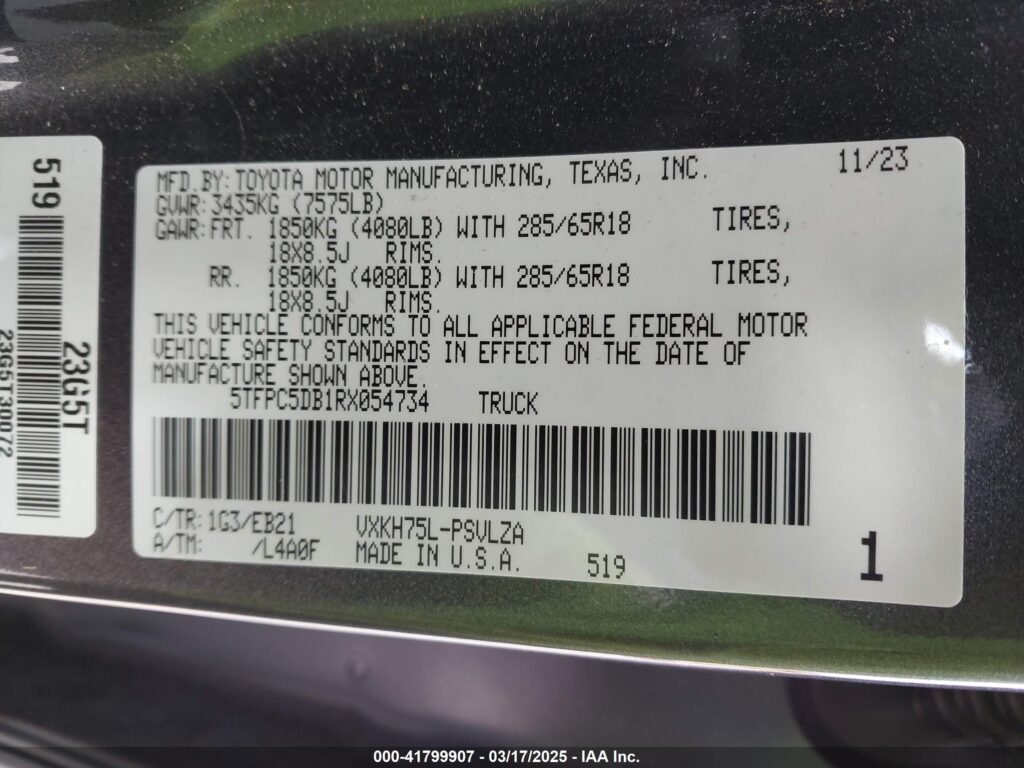 519
23G5T
23G5T30072
MFD.BY: TOYOTA MOTOR MANUFACTURING, TEXAS, INC. 11/23
GVWR: 3435KG (7575LB)
GAWR: FRT. 1850KG (4080LB) WITH 285/65R18 TIRES,
18X8.5J RIMS.
RR. 1850KG (4080LB) WITH 285/65R18 TIRES,
18X8.5J RIMS.
THIS VEHICLE CONFORMS TO ALL APPLICABLE FEDERAL MOTOR
VEHICLE SAFETY STANDARDS IN EFFECT ON THE DATE OF
MANUFACTURE SHOWN ABOVE.
5TFPC5DB1RX054734 TRUCK
C/TR: 1G3/EB21 VXKH75L-PSVLZA
A/TM: /L4A0F MADE IN U.S.A. 519 1
000-41799907 - 03/17/2025 - IAA Inc.